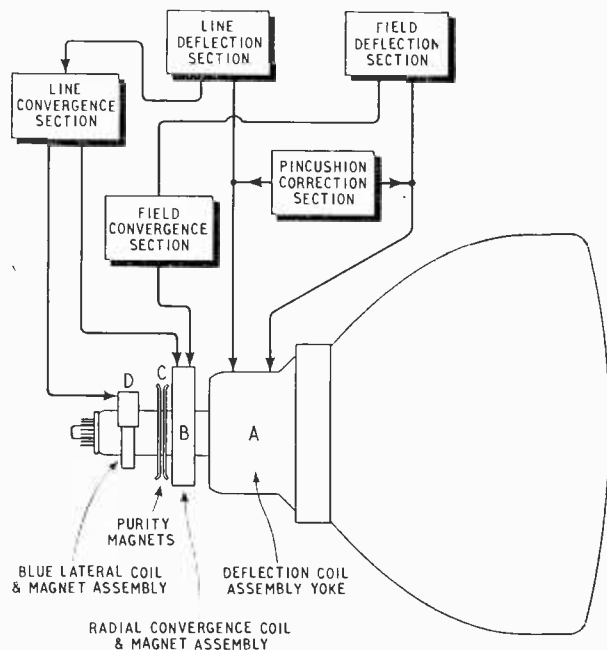 LINE
DEFLECTION
SECTION
FIELD
DEFLECTION
SECTION
LINE
CONVERGENCE
SECTION
PINCUSHION
CORRECTION
SECTION
FIELD
CONVERGENCE
SECTION
D
C
B
A
PURITY
MAGNETS
BLUE LATERAL COIL
& MAGNET ASSEMBLY
DEFLECTION COIL
ASSEMBLY YOKE
RADIAL CONVERGENCE COIL
& MAGNET ASSEMBLY